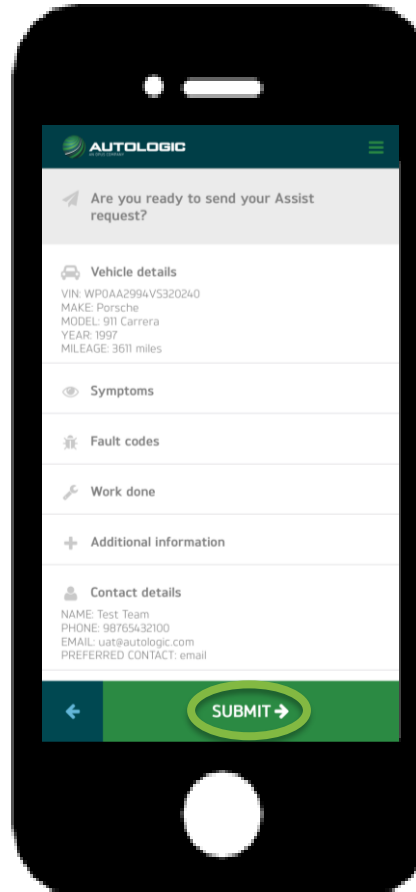 AUTOLOGIC
AN OPUS COMPANY
Are you ready to send your Assist
request?
Vehicle details
VIN: WP0AA2994VS320240
MAKE: Porsche
MODEL: 911 Carrera
YEAR: 1997
MILEAGE: 3611 miles
Symptoms
Fault codes
Work done
Additional information
Contact details
NAME: Test Team
PHONE: 98765432100
EMAIL: uat@autologic.com
PREFERRED CONTACT: email
SUBMIT